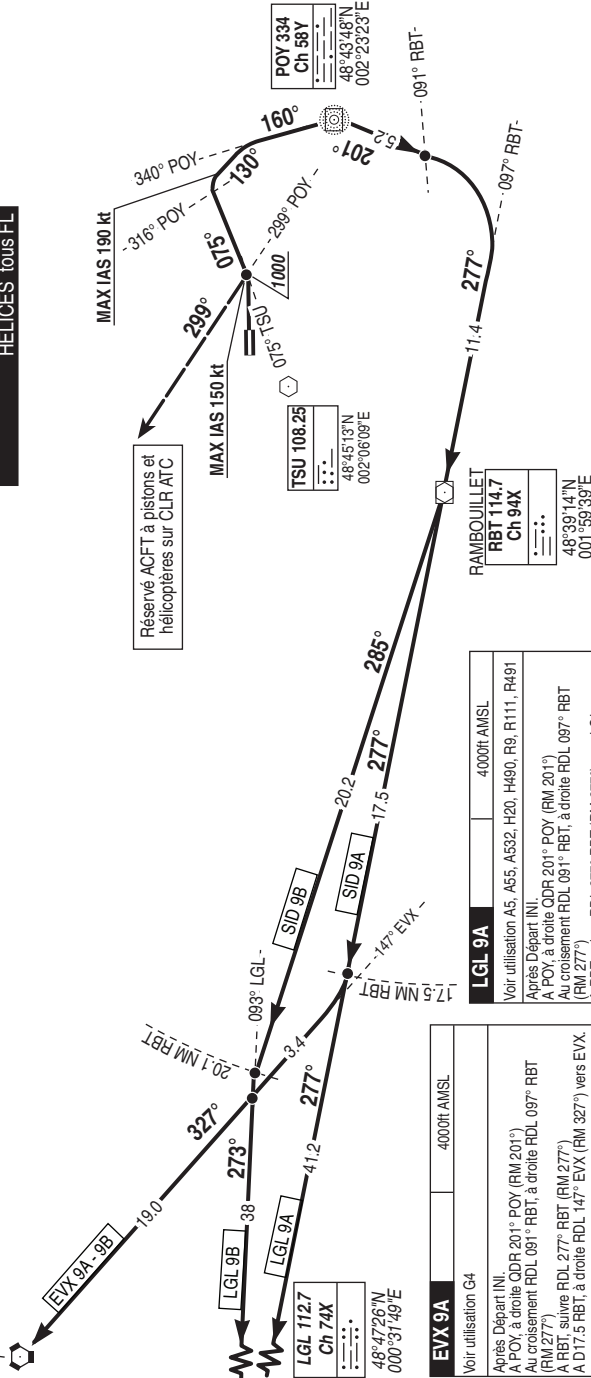 HELICES tous FL
MAX IAS 190 kt
340° POY
316° POY
160°
130°
075°
POY 334
Ch 58Y
48°43'48"N
002°23'23"E
299°
299° POY
1000
075° TSU
MAX IAS 150 kt
TSU 108.25
48°45'13"N
002°06'09"E
Réservé ACFT à pistons et
hélicoptères sur CLR ATC
201°
5.2
091° RBT
097° RBT
277°
11.4
RAMBOUILLET
RBT 114.7
Ch 94X
48°39'14"N
001°59'39"E
285°
20.2
SID 9B
277°
17.5
SID 9A
147° EVX
17.5 NM RBT
093° LGL
20.1 NM RBT
3.4
327°
19.0
EVX 9A - 9B
273°
38
LGL 9B
277°
41.2
LGL 9A
LGL 112.7
Ch 74X
48°47'26"N
000°31'49"E
LGL 9A
4000ft AMSL
Voir utilisation A5, A55, A532, H20, H490, R9, R111, R491
Après Départ INI.
A POY, à droite QDR 201° POY (RM 201°)
Au croisement RDL 091° RBT, à droite RDL 097° RBT
(RM 277°)
EVX 9A
4000ft AMSL
Voir utilisation G4
Après Départ INI.
A POY, à droite QDR 201° POY (RM 201°)
Au croisement RDL 091° RBT, à droite RDL 097° RBT
(RM 277°)
A RBT, suivre RDL 277° RBT (RM 277°)
A D17.5 RBT, à droite RDL 147° EVX (RM 327°) vers EVX.